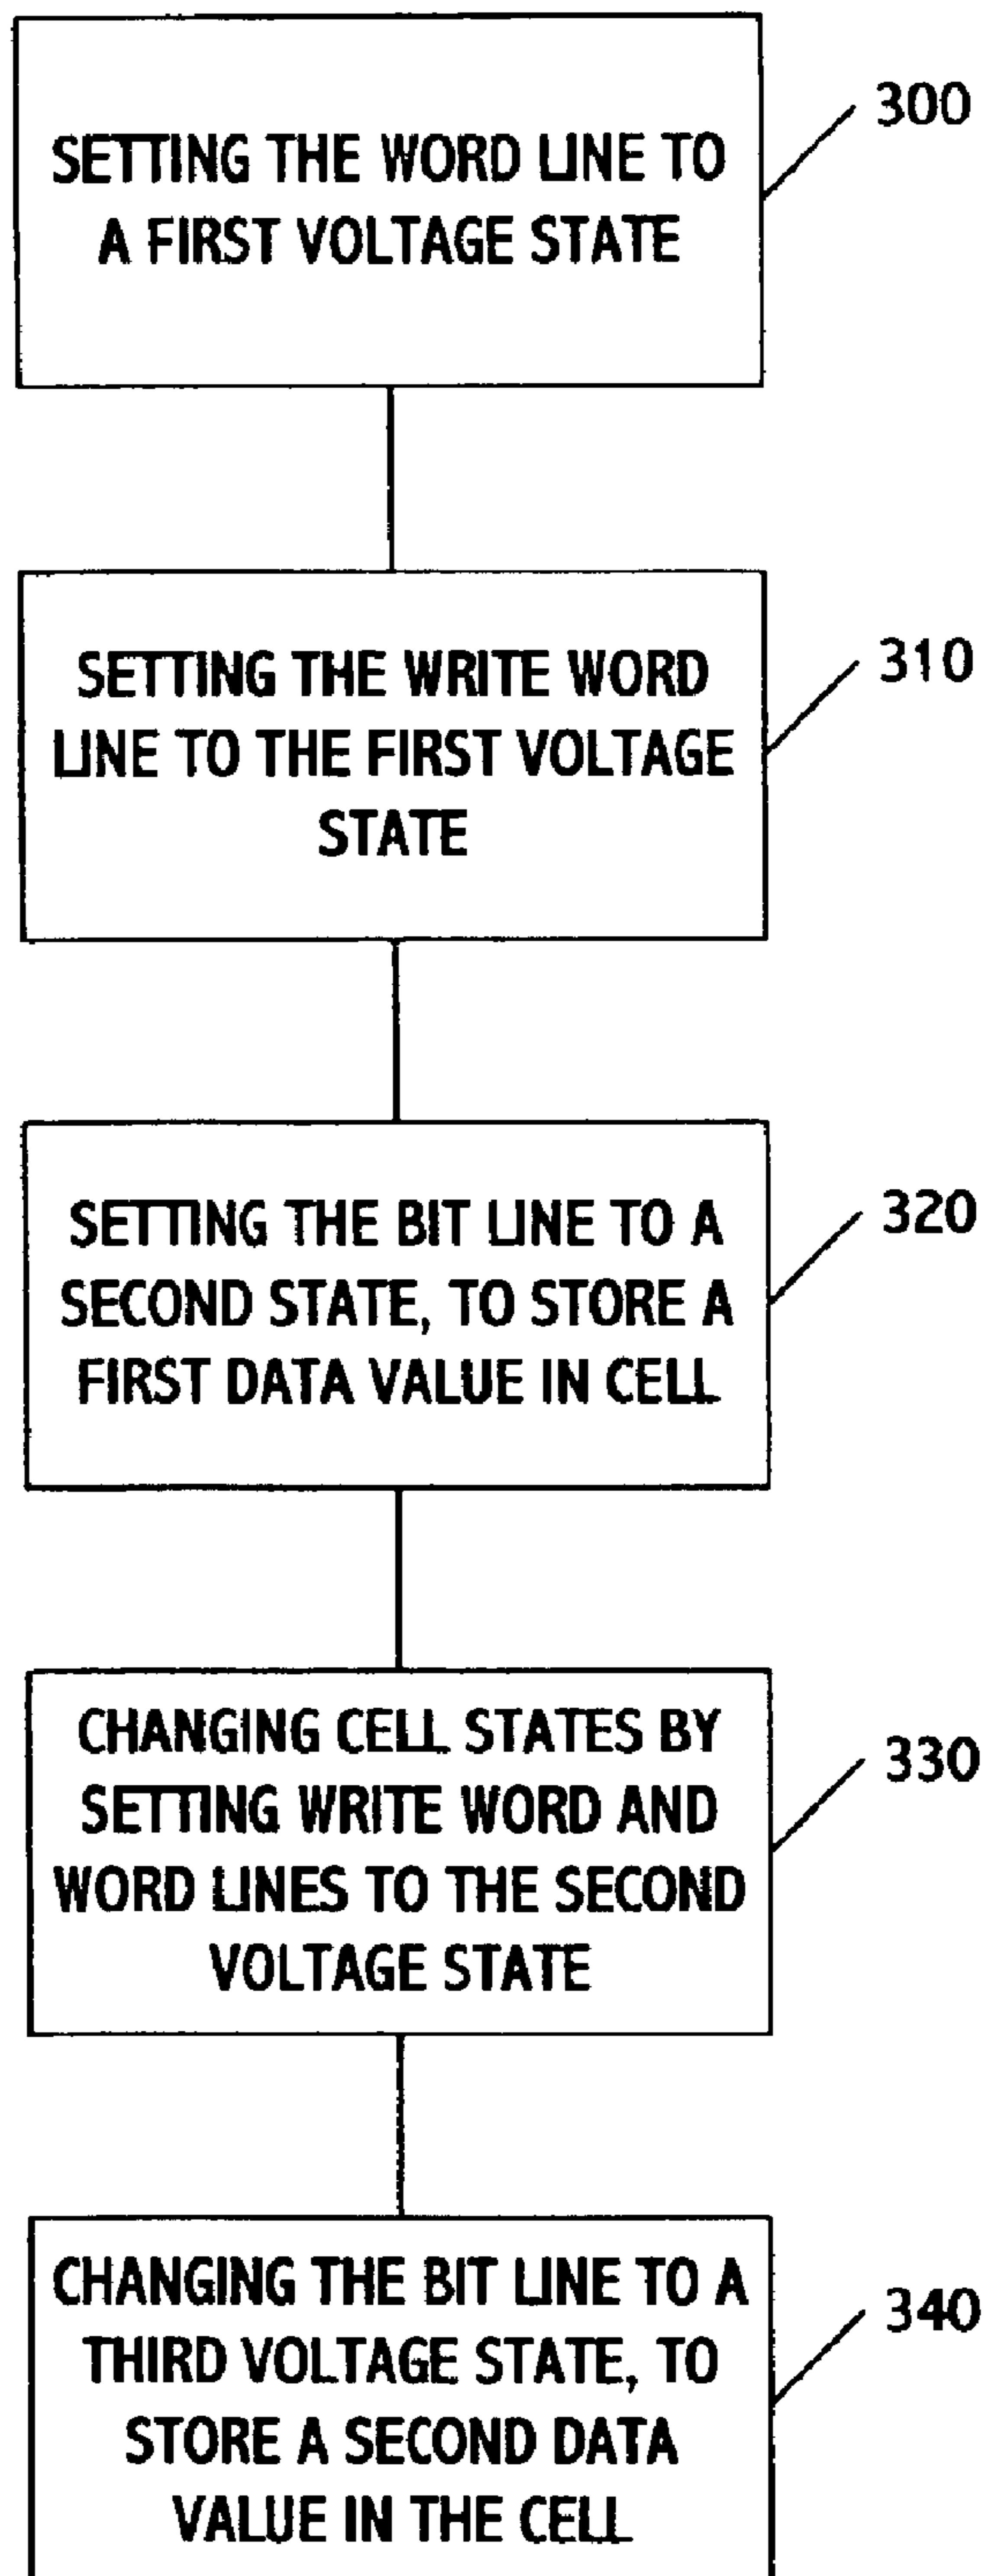 SETTING THE WORD LINE TO
A FIRST VOLTAGE STATE
300
SETTING THE WRITE WORD
LINE TO THE FIRST VOLTAGE
STATE
310
SETTING THE BIT LINE TO A
SECOND STATE, TO STORE A
FIRST DATA VALUE IN CELL
320
CHANGING CELL STATES BY
SETTING WRITE WORD AND
WORD LINES TO THE SECOND
VOLTAGE STATE
330
CHANGING THE BIT LINE TO A
THIRD VOLTAGE STATE, TO
STORE A SECOND DATA
VALUE IN THE CELL
340